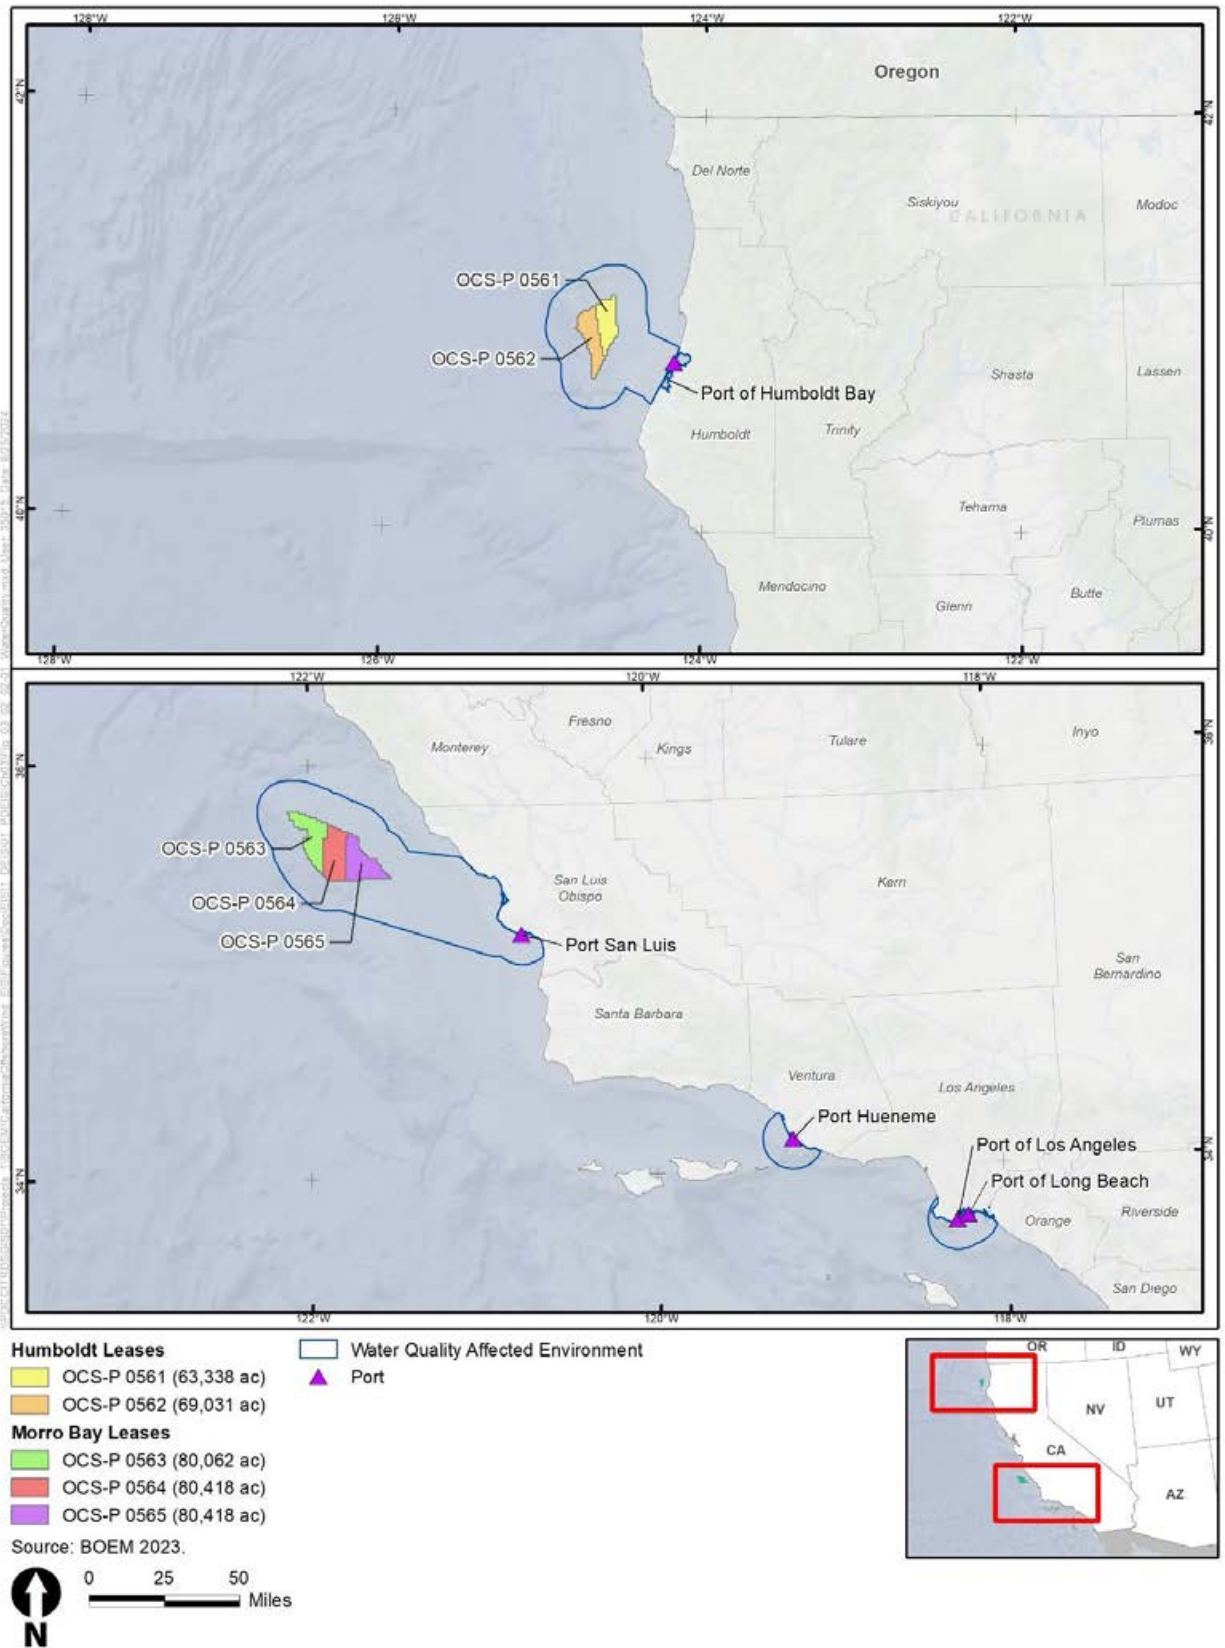 128°W 126°W 124°W 122°W
42°N
42°N
Oregon
Del Norte
Siskiyou
Modoc
CALIFORNIA
OCS-P 0561
OCS-P 0562
Port of Humboldt Bay
Shasta
Lassen
Humboldt
Trinity
Tehama
Plumas
40°N
40°N
Mendocino
Glenn
Butte
128°W 126°W 124°W 122°W
122°W 120°W 118°W
36°N
36°N
Fresno
Monterey
Kings
Tulare
Inyo
OCS-P 0563
OCS-P 0564
OCS-P 0565
San Luis
Obispo
Kern
Port San Luis
San
Bernardino
Santa Barbara
Ventura
Los Angeles
Port Hueneme
Port of Los Angeles
Port of Long Beach
34°N
34°N
Orange
Riverside
San Diego
122°W 120°W 118°W
Humboldt Leases
OCS-P 0561 (63,338 ac)
OCS-P 0562 (69,031 ac)
Morro Bay Leases
OCS-P 0563 (80,062 ac)
OCS-P 0564 (80,418 ac)
OCS-P 0565 (80,418 ac)
Water Quality Affected Environment
Port
Source: BOEM 2023.
0 25 50
Miles
N
OR ID WY
NV UT
CA
AZ